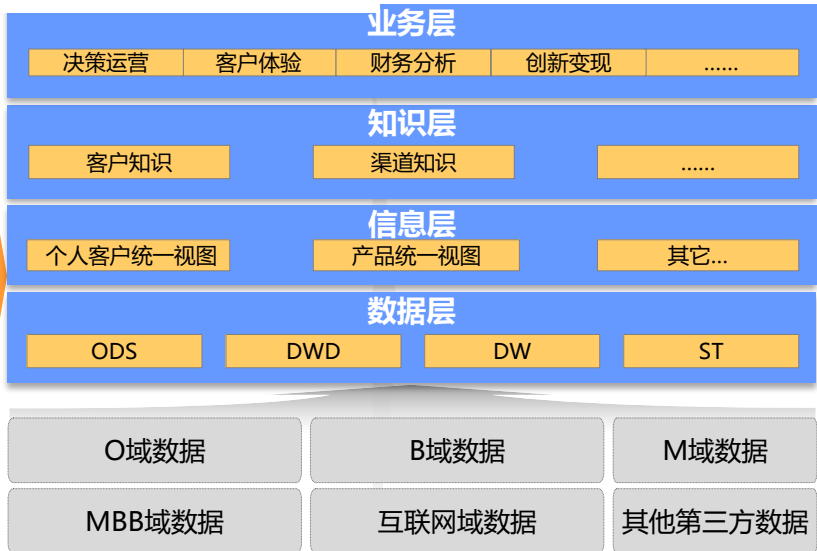 业务层
决策运营 客户体验 财务分析 创新变现 ......
知识层
客户知识 渠道知识 ......
信息层
个人客户统一视图 产品统一视图 其它...
数据层
ODS DWD DW ST
O域数据 B域数据 M域数据
MBB域数据 互联网域数据 其他第三方数据